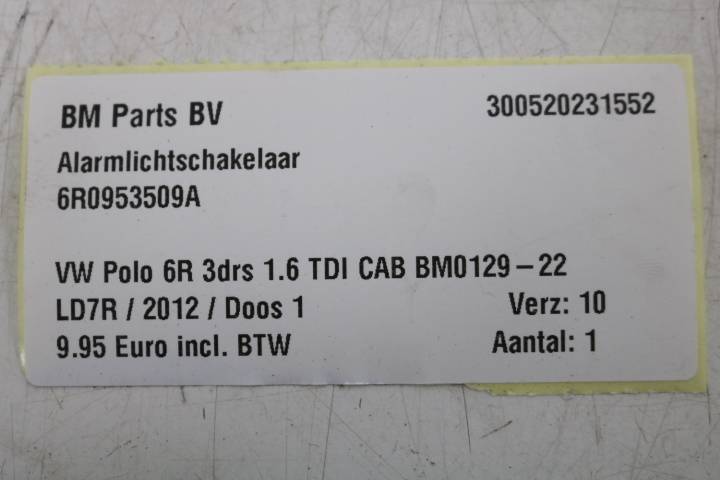 BM Parts BV 300520231552
Alarmlichtschakelaar
6R0953509A
VW Polo 6R 3drs 1.6 TDI CAB BM0129 – 22
LD7R / 2012 / Doos 1 Verz: 10
9.95 Euro incl. BTW Aantal: 1